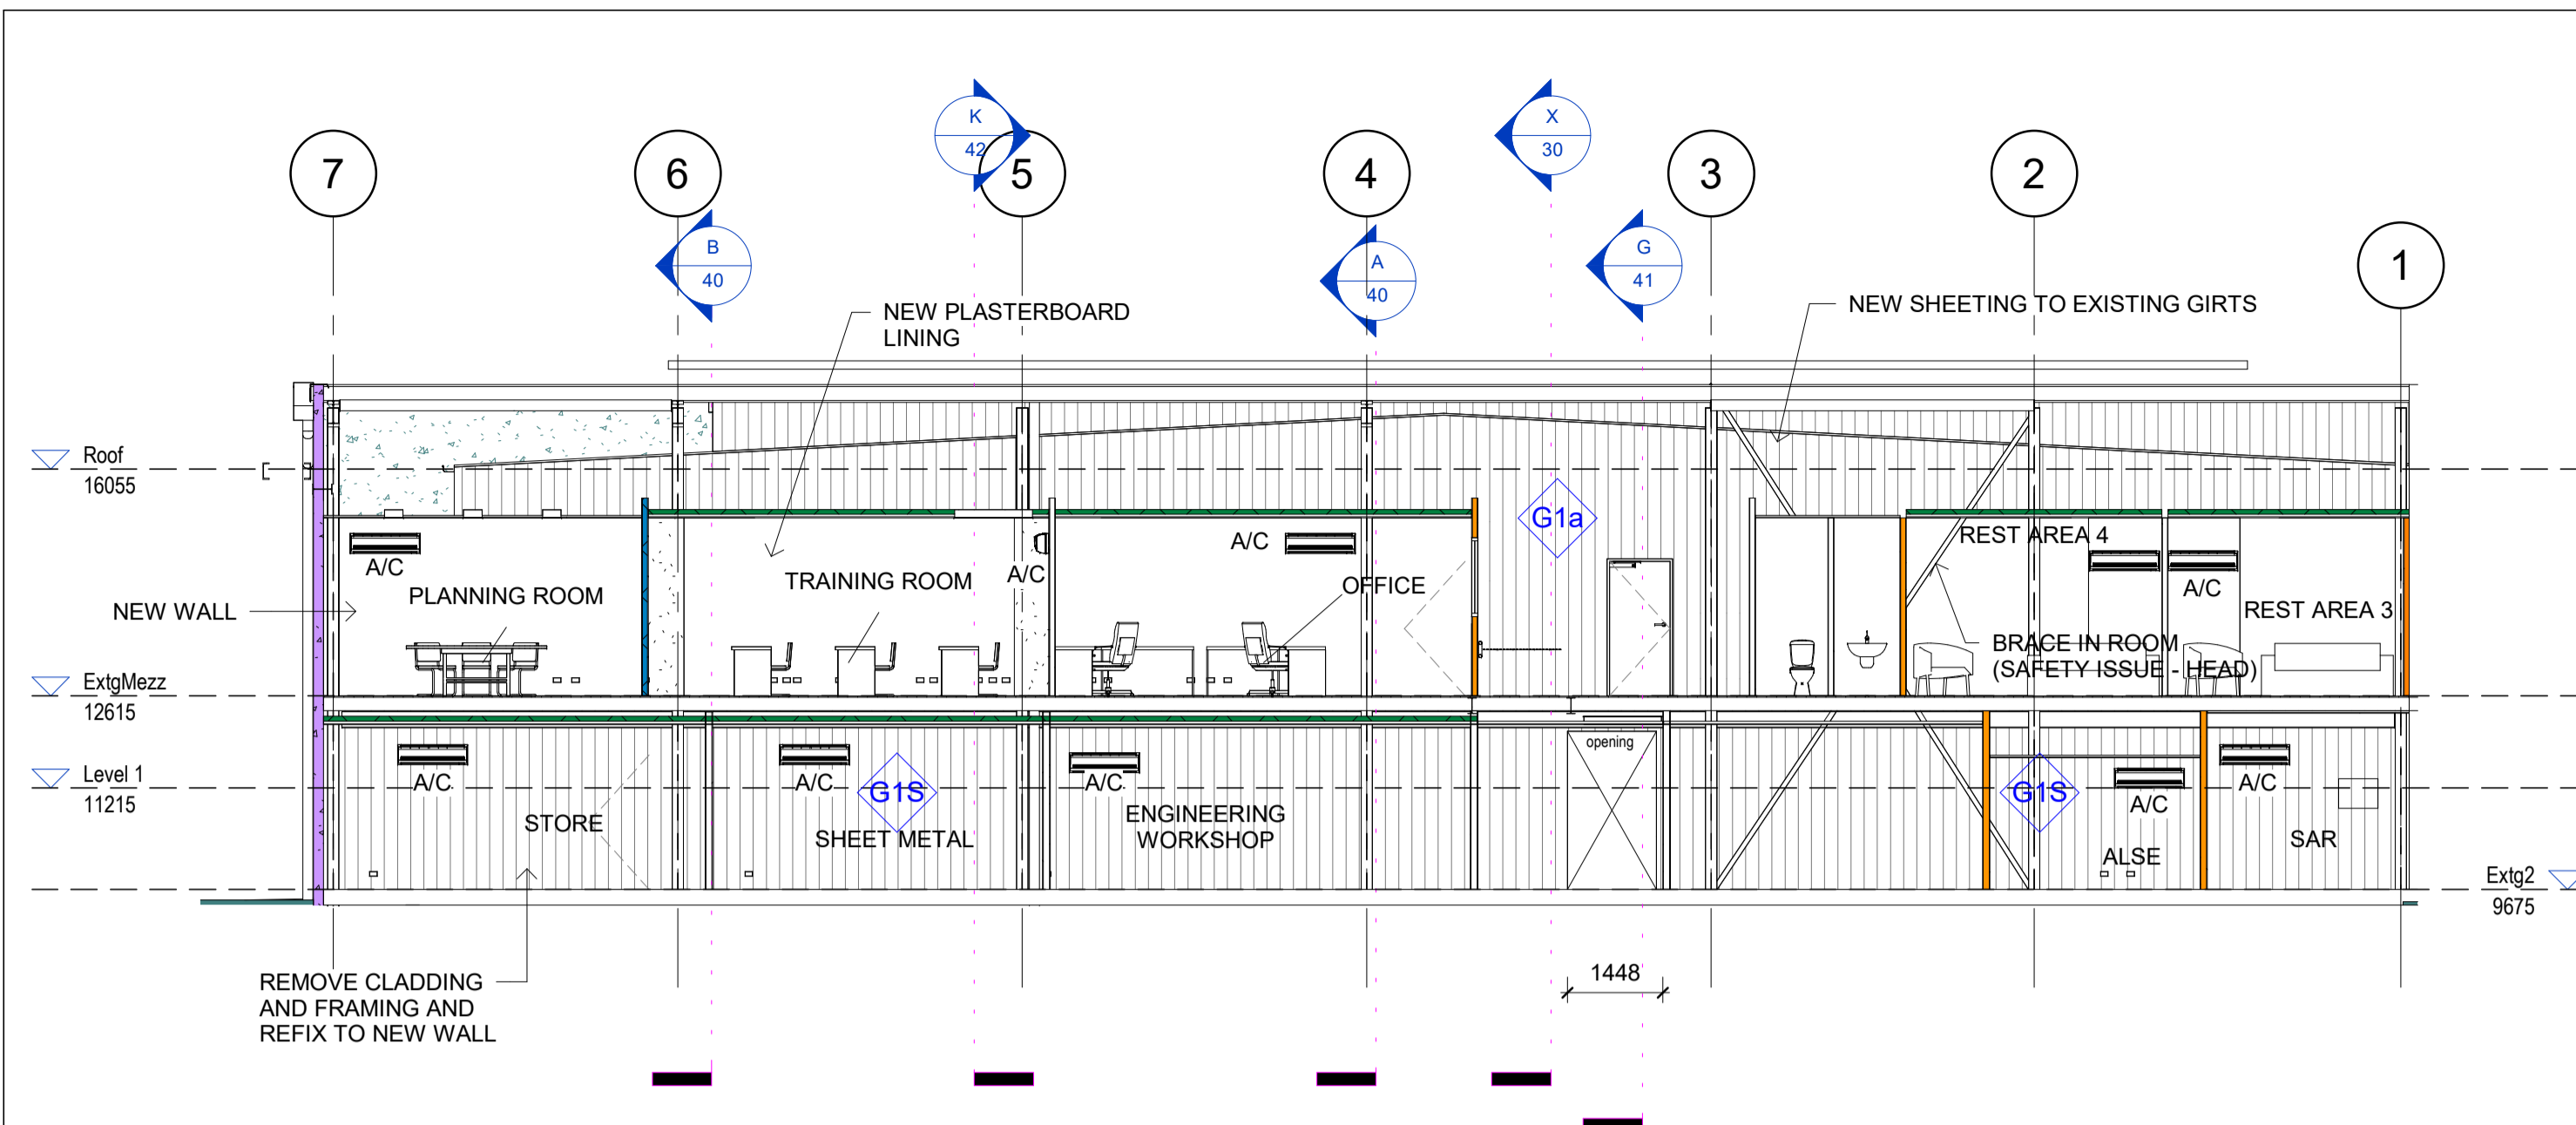 K
42
X
30
7
6
5
4
3
2
1
B
40
A
40
G
41
NEW PLASTERBOARD
LINING
NEW SHEETING TO EXISTING GIRTS
Roof
16055
G1a
A/C
A/C
A/C
REST AREA 4
A/C
PLANNING ROOM
TRAINING ROOM
OFFICE
NEW WALL
REST AREA 3
BRACE IN ROOM
(SAFETY ISSUE - HEAD)
ExtgMezz
12615
opening
Level 1
11215
A/C
A/C
A/C
A/C
A/C
G1S
G1S
STORE
SHEET METAL
ENGINEERING
WORKSHOP
ALSE
SAR
Extg2
9675
REMOVE CLADDING
AND FRAMING AND
REFIX TO NEW WALL
1448